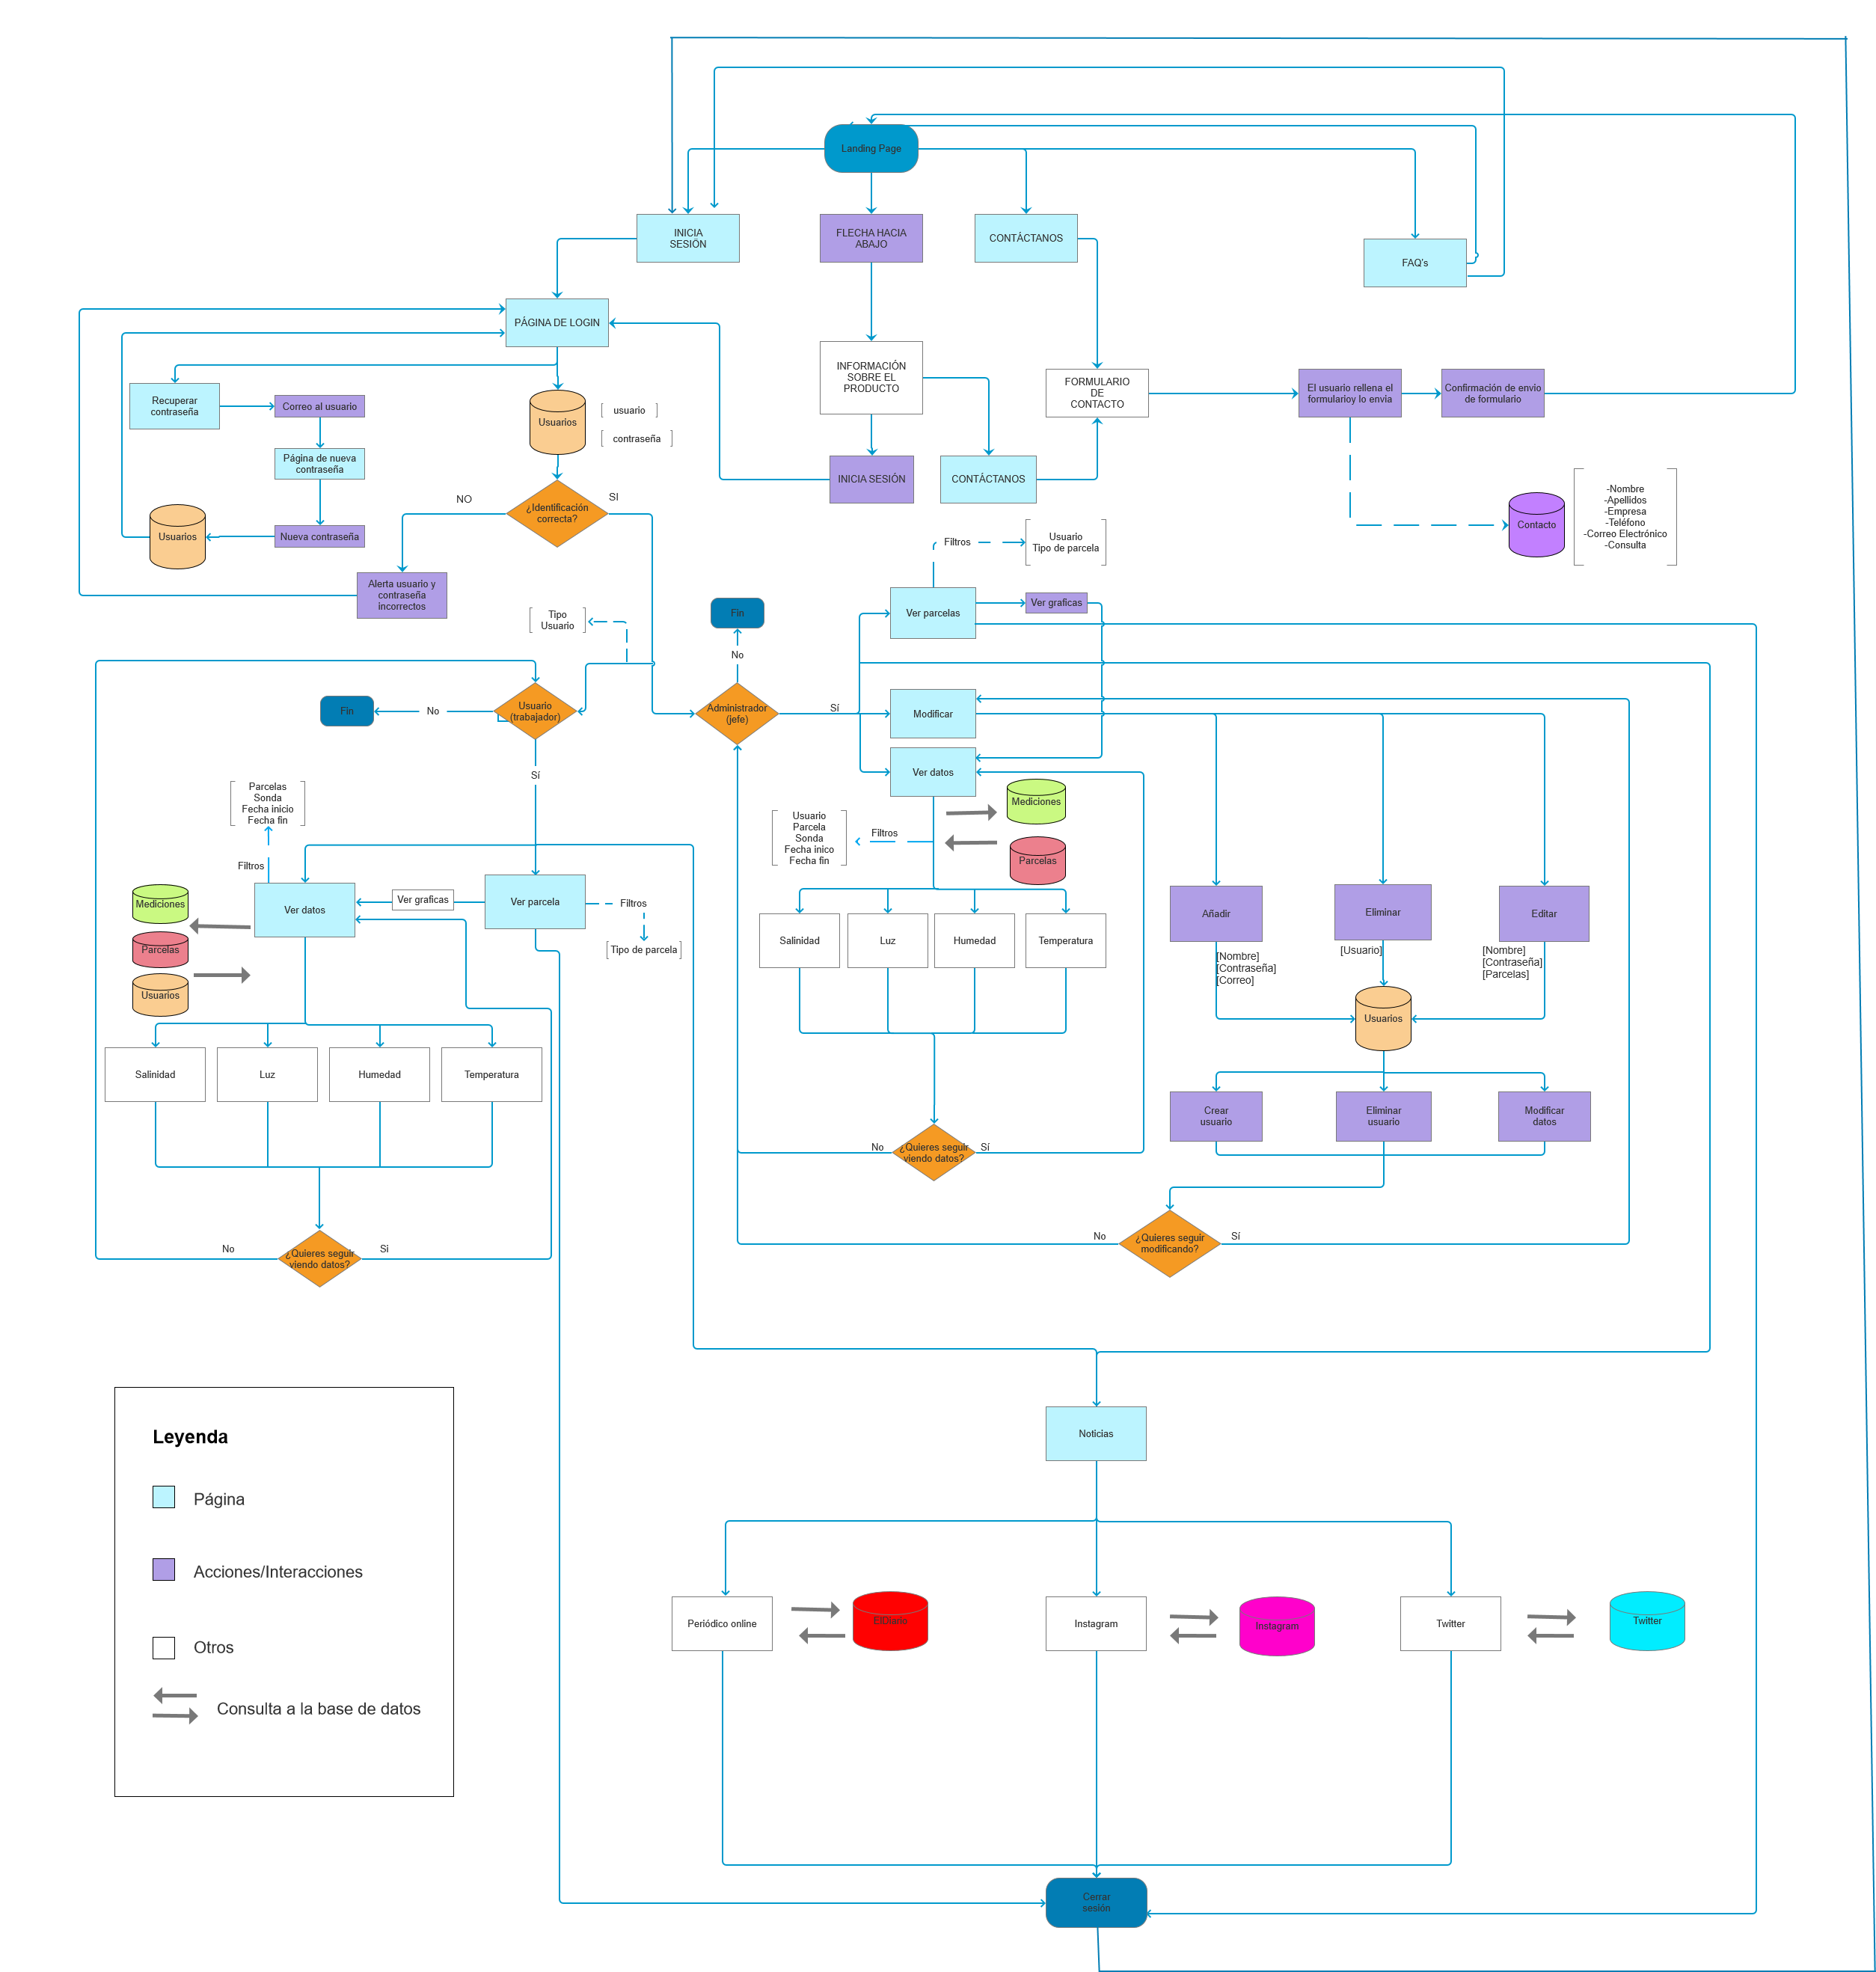 Landing Page
INICIA
SESIÓN
FLECHA HACIA
ABAJO
CONTÁCTANOS
FAQ's
PÁGINA DE LOGIN
INFORMACIÓN
SOBRE EL
PRODUCTO
FORMULARIO
DE
CONTACTO
El usuario rellena el
formularioy lo envia
Confirmación de envio
de formulario
Recuperar
contraseña
Correo al usuario
Usuarios
[ usuario ]
[ contraseña ]
Página de nueva
contraseña
INICIA SESIÓN
CONTÁCTANOS
NO
SI
¿Identificación
correcta?
Usuarios
Nueva contraseña
Contacto
-Nombre
-Apellidos
-Empresa
-Teléfono
-Correo Electrónico
-Consulta
Filtros
Usuario
Tipo de parcela
Alerta usuario y
contraseña
incorrectos
Tipo
Usuario
Fin
Ver parcelas
Ver graficas
No
Fin
No
Usuario
(trabajador)
Administrador
(jefe)
Sí
Modificar
Sí
Ver datos
Parcelas
Sonda
Fecha inicio
Fecha fin
Filtros
Mediciones
Parcelas
Usuario
Parcela
Sonda
Fecha inico
Fecha fin
Filtros
Mediciones
Parcelas
Usuarios
Ver datos
Ver graficas
Ver parcela
Filtros
[Tipo de parcela]
Salinidad
Luz
Humedad
Temperatura
Añadir
Eliminar
Editar
[Nombre]
[Contraseña]
[Correo]
[Usuario]
[Nombre]
[Contraseña]
[Parcelas]
Usuarios
Salinidad
Luz
Humedad
Temperatura
Crear
usuario
Eliminar
usuario
Modificar
datos
No
¿Quieres seguir
viendo datos?
Sí
No
¿Quieres seguir
modificando?
Sí
No
¿Quieres seguir
viendo datos?
Si
Leyenda
Página
Acciones/Interacciones
Otros
Consulta a la base de datos
Noticias
Periódico online
ElDiario
Instagram
Instagram
Twitter
Twitter
Cerrar
sesión